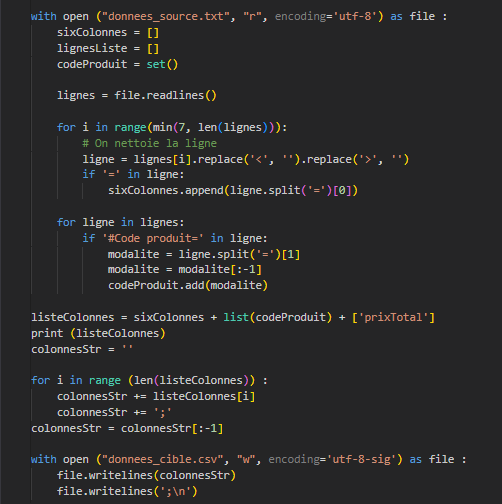 with open ("donnees_source.txt", "r", encoding='utf-8') as file :
    sixColonnes = []
    lignesListe = []
    codeProduit = set()

    lignes = file.readlines()

    for i in range(min(7, len(lignes))):
        # On nettoie la ligne
        ligne = lignes[i].replace('<', '').replace('>', '')
        if '=' in ligne:
            sixColonnes.append(ligne.split('=')[0])

    for ligne in lignes:
        if '#Code produit=' in ligne:
            modalite = ligne.split('=')[1]
            modalite = modalite[:-1]
            codeProduit.add(modalite)

listeColonnes = sixColonnes + list(codeProduit) + ['prixTotal']
print (listeColonnes)
colonnesStr = ''

for i in range (len(listeColonnes)) :
    colonnesStr += listeColonnes[i]
    colonnesStr += ';'
colonnesStr = colonnesStr[:-1]

with open ("donnees_cible.csv", "w", encoding='utf-8-sig') as file :
    file.writelines(colonnesStr)
    file.writelines(';\n')